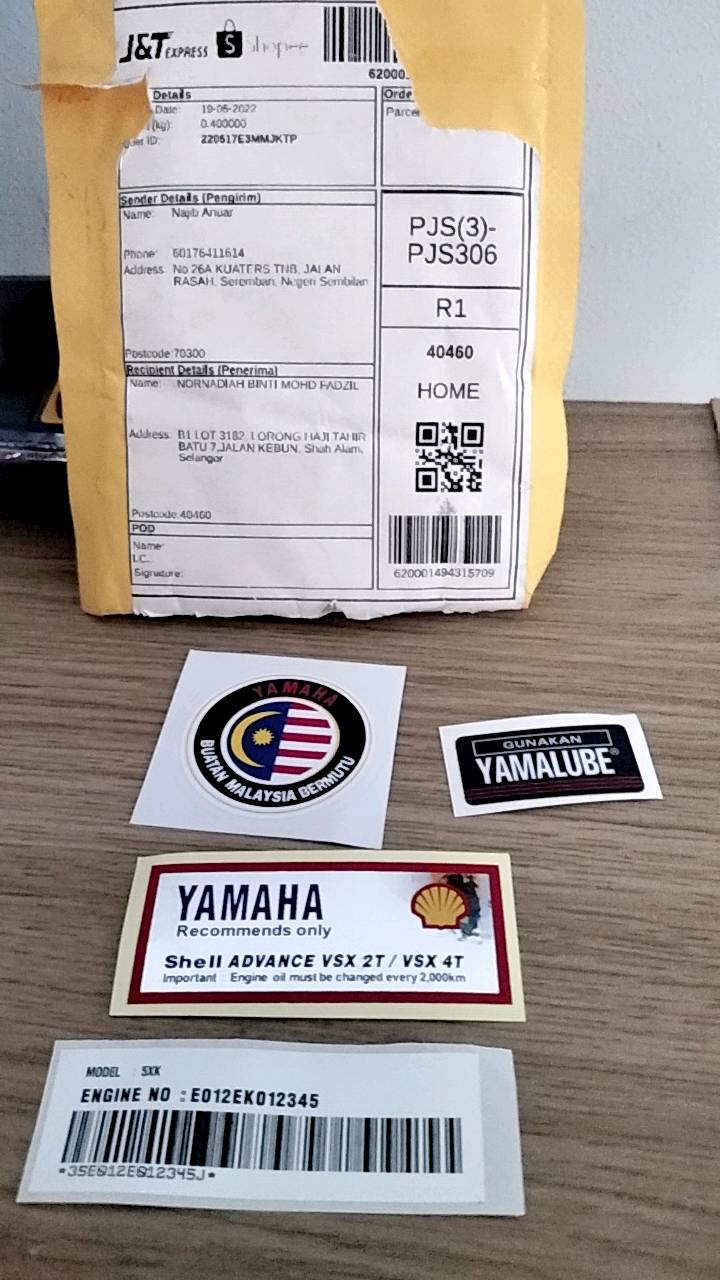 J&T EXPRESS Shopee
62000
Details
Date: 19-05-2022
(kg): 0.400000
ID: 220517E3MMJKTP
Orde
Parce
Sender Details (Pengirim)
Name: Najib Anuar
Phone: 60176411614
Address: No 26A KUATERS TNB, JALAN
RASAH, Seremban, Negeri Sembilan
Postcode:70300
Recipient Details (Penerima)
Name: NORNADIAH BINTI MOHD FADZIL
Address: B1 LOT 3182, LORONG HAJI TAHIR
BATU 7,JALAN KEBUN, Shah Alam,
Selangor
Postcode:40460
POD
Name:
I.C.:
Signature:
PJS(3)-
PJS306
R1
40460
HOME
620001494315709
YAMAHA
BUATAN MALAYSIA BERMUTU
GUNAKAN
YAMALUBE®
YAMAHA
Recommends only
Shell ADVANCE VSX 2T / VSX 4T
Important : Engine oil must be changed every 2,000km
MODEL : 5XK
ENGINE NO : E012EK012345
*35E012E012345J*